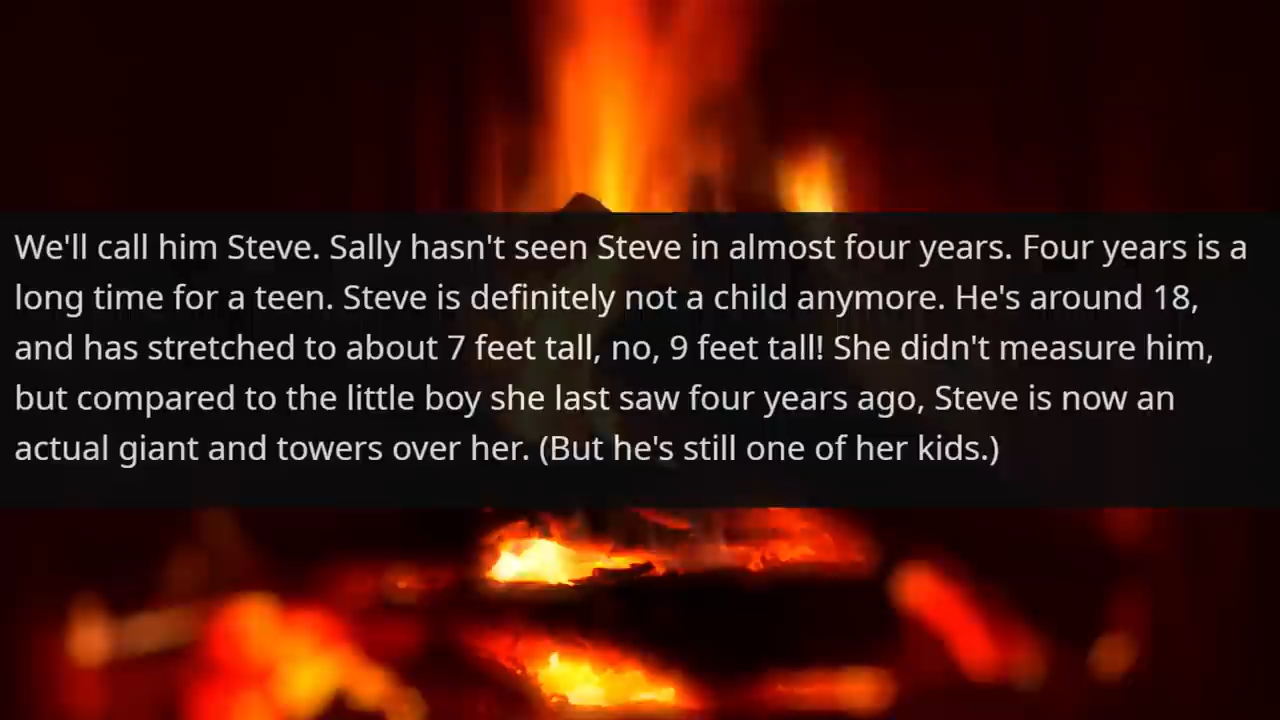 We'll call him Steve. Sally hasn't seen Steve in almost four years. Four years is a
long time for a teen. Steve is definitely not a child anymore. He's around 18,
and has stretched to about 7 feet tall, no, 9 feet tall! She didn't measure him,
but compared to the little boy she last saw four years ago, Steve is now an
actual giant and towers over her. (But he's still one of her kids.)